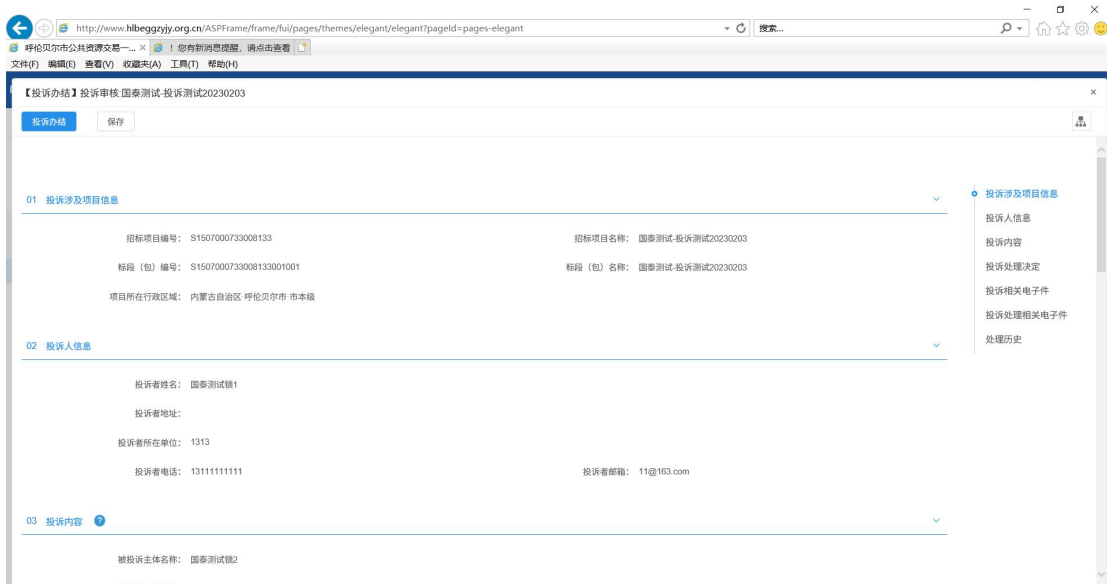 http://www.hlbeggzyjy.org.cn/ASPFrame/frame/fui/pages/themes/elegant/elegant?pageId=pages-elegant
搜索...
呼伦贝尔市公共资源交易一... ！您有新消息提醒，请点击查看
文件(F) 编辑(E) 查看(V) 收藏夹(A) 工具(T) 帮助(H)
【投诉办结】投诉审核:国泰测试-投诉测试20230203
投诉办结 保存
01 投诉涉及项目信息
招标项目编号： S1507000733008133 招标项目名称： 国泰测试-投诉测试20230203
标段（包）编号： S1507000733008133001001 标段（包）名称： 国泰测试-投诉测试20230203
项目所在行政区域： 内蒙古自治区·呼伦贝尔市·市本级
02 投诉人信息
投诉者姓名： 国泰测试锁1
投诉者地址：
投诉者所在单位： 1313
投诉者电话： 13111111111 投诉者邮箱： 11@163.com
03 投诉内容 ?
被投诉主体名称： 国泰测试锁2
投诉涉及项目信息
投诉人信息
投诉内容
投诉处理决定
投诉相关电子件
投诉处理相关电子件
处理历史